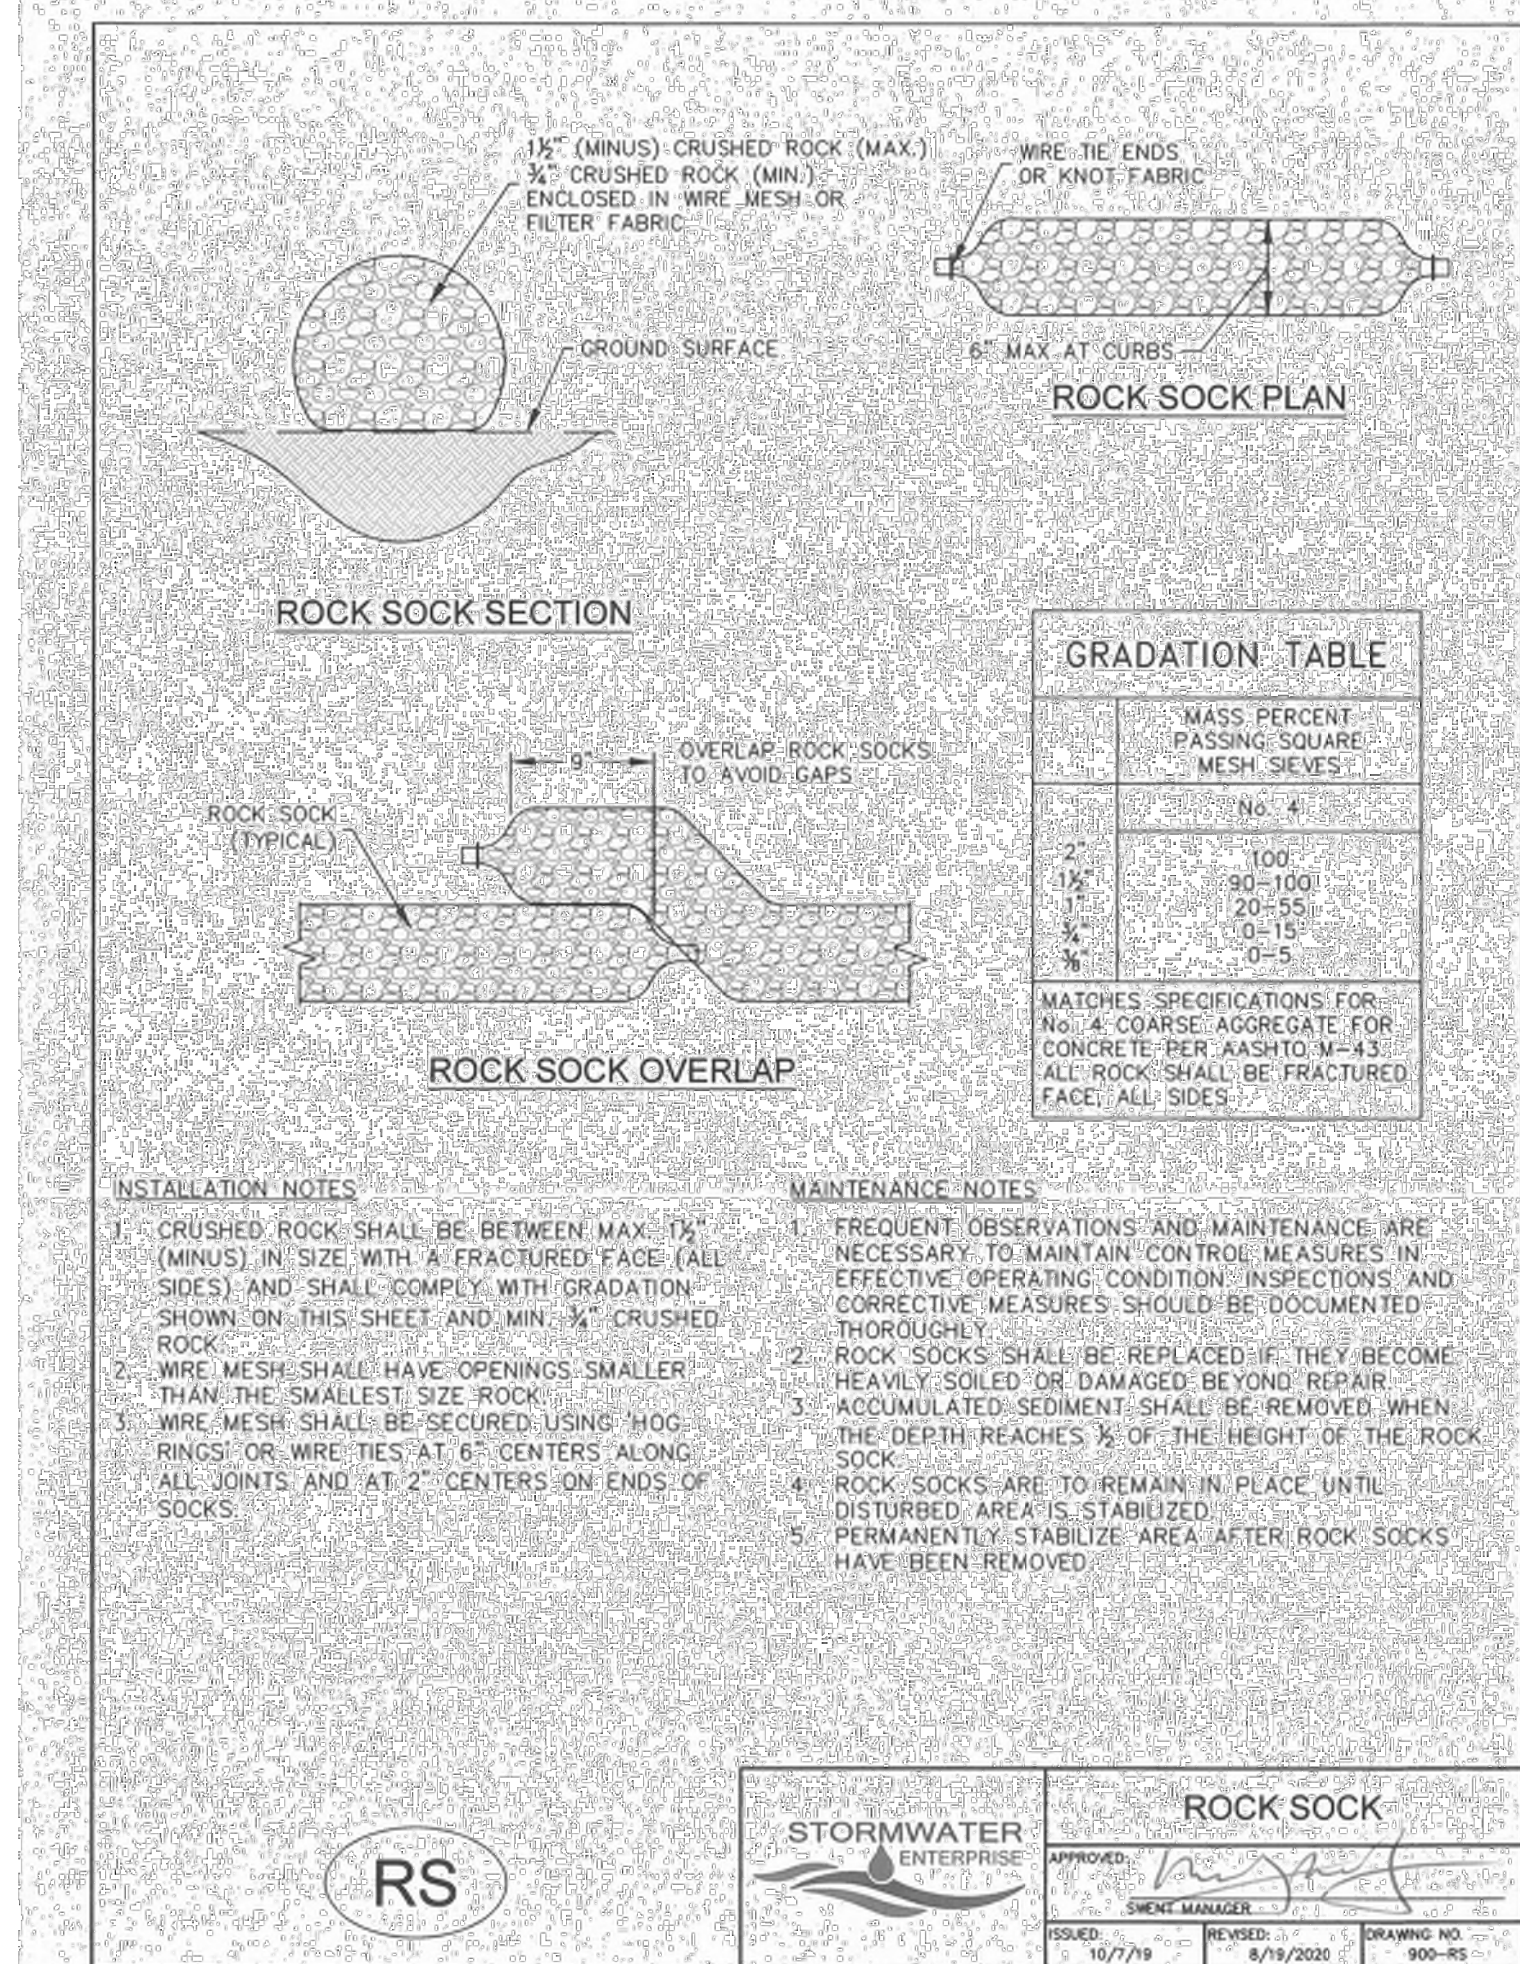 1½" (MINUS) CRUSHED ROCK (MAX.)
¾" CRUSHED ROCK (MIN.)
ENCLOSED IN WIRE MESH OR
FILTER FABRIC
GROUND SURFACE
ROCK SOCK SECTION
WIRE TIE ENDS
OR KNOT FABRIC
6" MAX AT CURBS
ROCK SOCK PLAN
9"
OVERLAP ROCK SOCKS
TO AVOID GAPS
ROCK SOCK
(TYPICAL)
ROCK SOCK OVERLAP
GRADATION TABLE
MASS PERCENT
PASSING SQUARE
MESH SIEVES
No. 4
2" 100
1½" 90-100
1" 20-55
¾" 0-15
⅜" 0-5
MATCHES SPECIFICATIONS FOR
No. 4 COARSE AGGREGATE FOR
CONCRETE PER AASHTO M-43.
ALL ROCK SHALL BE FRACTURED
FACE, ALL SIDES
INSTALLATION NOTES
1. CRUSHED ROCK SHALL BE BETWEEN MAX. 1½"
(MINUS) IN SIZE WITH A FRACTURED FACE (ALL
SIDES) AND SHALL COMPLY WITH GRADATION
SHOWN ON THIS SHEET AND MIN. ¾" CRUSHED
ROCK.
2. WIRE MESH SHALL HAVE OPENINGS SMALLER
THAN THE SMALLEST SIZE ROCK.
3. WIRE MESH SHALL BE SECURED USING 'HOG
RINGS' OR WIRE TIES AT 6" CENTERS ALONG
ALL JOINTS AND AT 2" CENTERS ON ENDS OF
SOCKS.
MAINTENANCE NOTES
1. FREQUENT OBSERVATIONS AND MAINTENANCE ARE
NECESSARY TO MAINTAIN CONTROL MEASURES IN
EFFECTIVE OPERATING CONDITION. INSPECTIONS AND
CORRECTIVE MEASURES SHOULD BE DOCUMENTED
THOROUGHLY.
2. ROCK SOCKS SHALL BE REPLACED IF THEY BECOME
HEAVILY SOILED OR DAMAGED BEYOND REPAIR.
3. ACCUMULATED SEDIMENT SHALL BE REMOVED WHEN
THE DEPTH REACHES ½ OF THE HEIGHT OF THE ROCK
SOCK.
4. ROCK SOCKS ARE TO REMAIN IN PLACE UNTIL
DISTURBED AREA IS STABILIZED.
5. PERMANENTLY STABILIZE AREA AFTER ROCK SOCKS
HAVE BEEN REMOVED.
RS
STORMWATER
ENTERPRISE
ROCK SOCK
APPROVED:
SWENT MANAGER
ISSUED: 10/7/19
REVISED: 8/19/2020
DRAWING NO. 900-RS